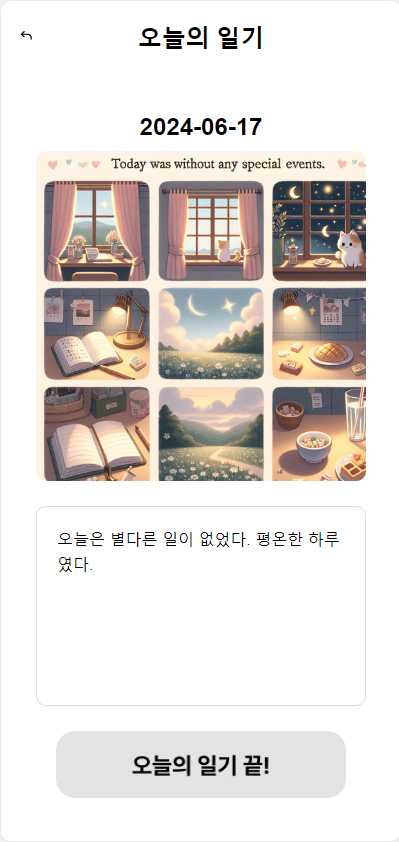 오늘의 일기
2024-06-17
Today was without any special events.
오늘은 별다른 일이 없었다. 평온한 하루
였다.
오늘의 일기 끝!